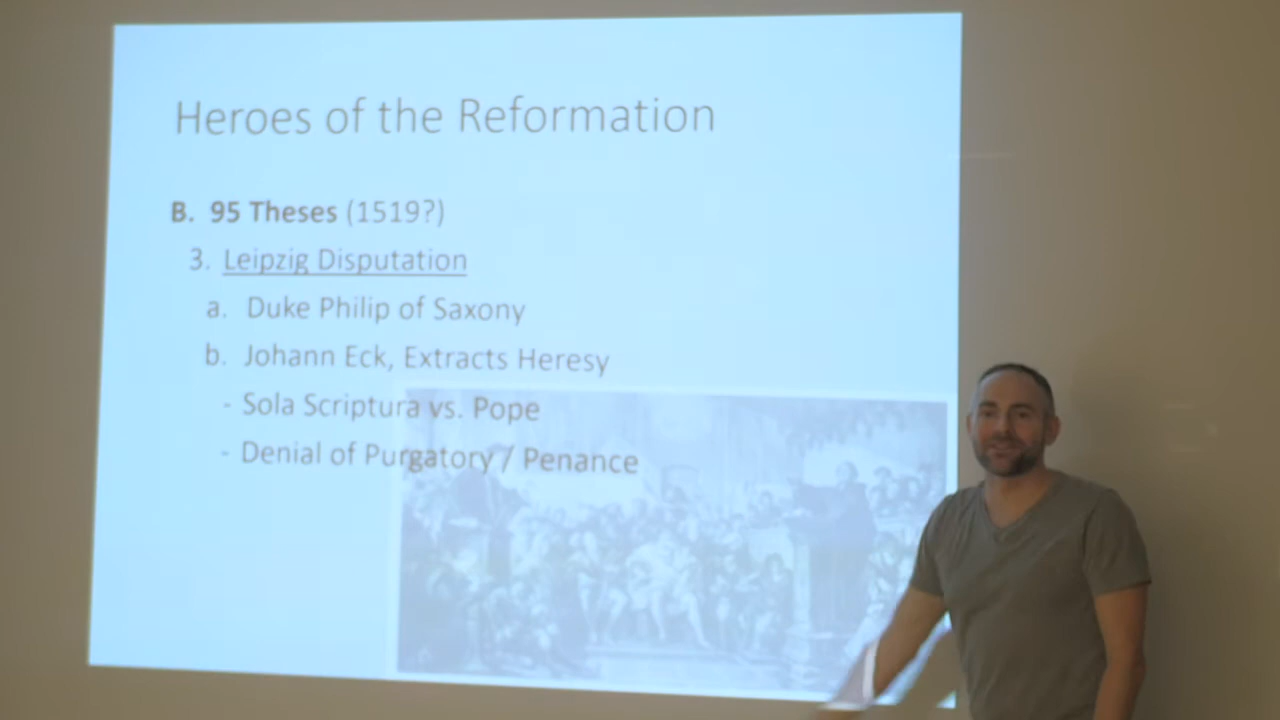 Heroes of the Reformation
B. 95 Theses (1519?)
3. Leipzig Disputation
a. Duke Philip of Saxony
b. Johann Eck, Extracts Heresy
- Sola Scriptura vs. Pope
- Denial of Purgatory / Penance